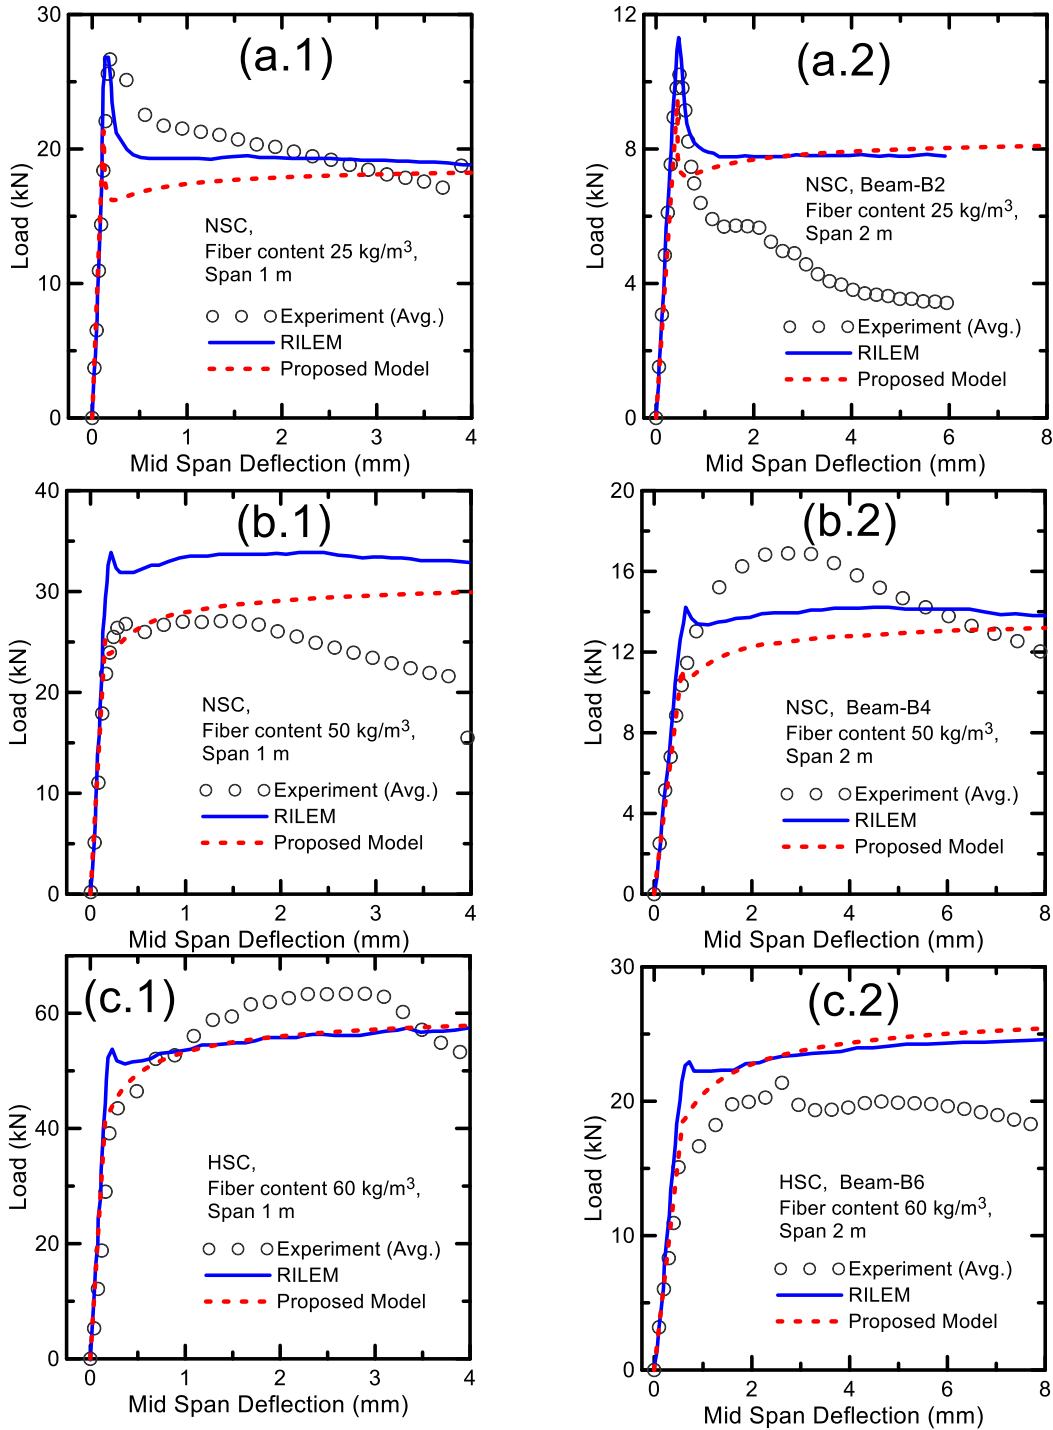 (a.1)
30
20
10
0
Load (kN)
NSC,
Fiber content 25 kg/m³,
Span 1 m
Experiment (Avg.)
RILEM
Proposed Model
0 1 2 3 4
Mid Span Deflection (mm)
(a.2)
12
8
4
0
Load (kN)
NSC, Beam-B2
Fiber content 25 kg/m³,
Span 2 m
Experiment (Avg.)
RILEM
Proposed Model
0 2 4 6 8
Mid Span Deflection (mm)
(b.1)
40
30
20
10
0
Load (kN)
NSC,
Fiber content 50 kg/m³,
Span 1 m
Experiment (Avg.)
RILEM
Proposed Model
0 1 2 3 4
Mid Span Deflection (mm)
(b.2)
20
16
12
8
4
0
Load (kN)
NSC, Beam-B4
Fiber content 50 kg/m³,
Span 2 m
Experiment (Avg.)
RILEM
Proposed Model
0 2 4 6 8
Mid Span Deflection (mm)
(c.1)
60
40
20
0
Load (kN)
HSC,
Fiber content 60 kg/m³,
Span 1 m
Experiment (Avg.)
RILEM
Proposed Model
0 1 2 3 4
Mid Span Deflection (mm)
(c.2)
30
20
10
0
Load (kN)
HSC, Beam-B6
Fiber content 60 kg/m³,
Span 2 m
Experiment (Avg.)
RILEM
Proposed Model
0 2 4 6 8
Mid Span Deflection (mm)